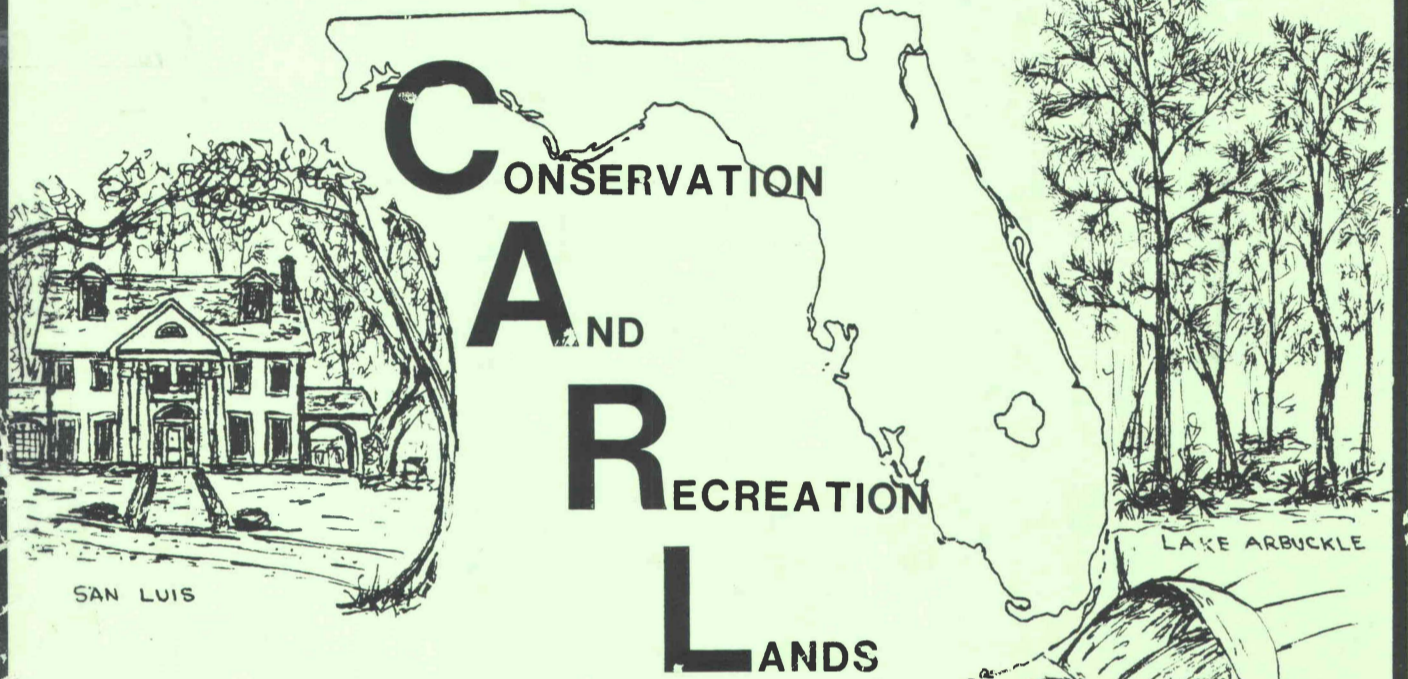 CONSERVATION
AND
RECREATION
LANDS
SAN LUIS
LAKE ARBUCKLE